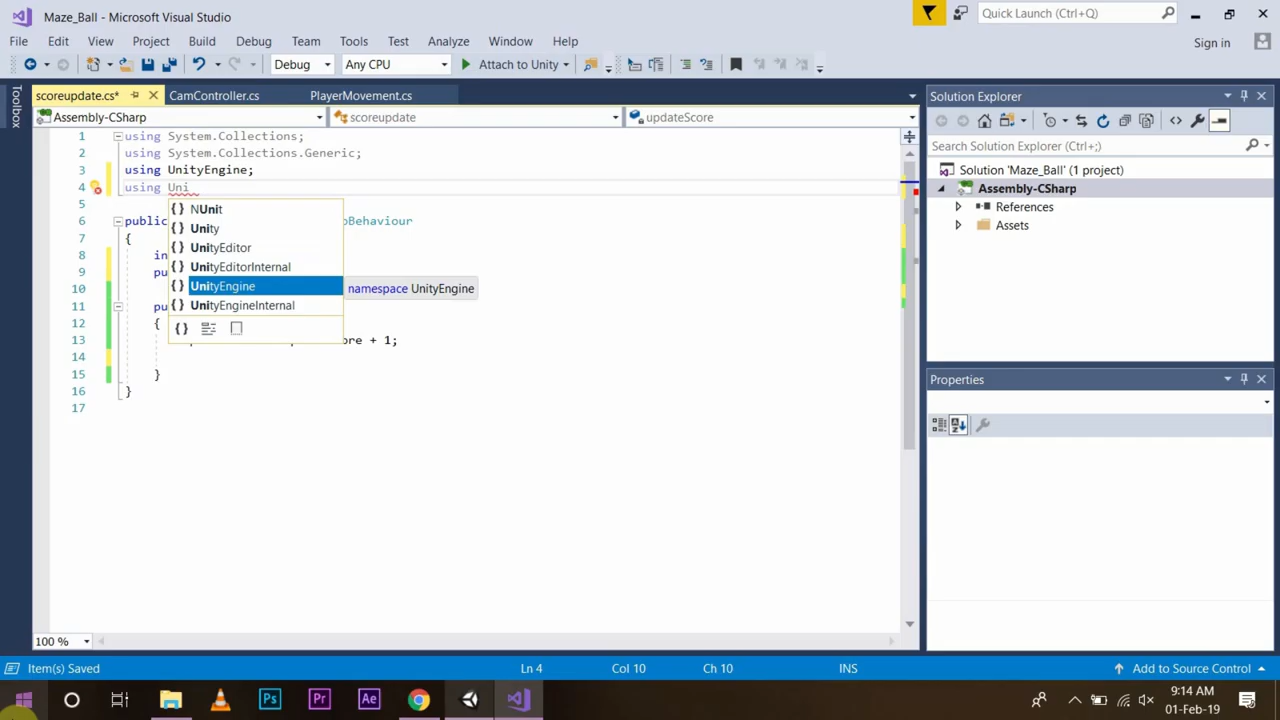 Maze_Ball - Microsoft Visual Studio
Quick Launch (Ctrl+Q)
File Edit View Project Build Debug Team Tools Test Analyze Window Help
Sign in
Debug Any CPU Attach to Unity
Toolbox
scoreupdate.cs* CamController.cs PlayerMovement.cs
Assembly-CSharp scoreupdate updateScore
1 using System.Collections;
2 using System.Collections.Generic;
3 using UnityEngine;
4 using Uni
5
6 public oBehaviour
7 {
8 in
9 pu
10
11 pu
12 {
13 ore + 1;
14
15 }
16 }
17
NUnit
Unity
UnityEditor
UnityEditorInternal
UnityEngine
UnityEngineInternal
namespace UnityEngine
Solution Explorer
Search Solution Explorer (Ctrl+;)
Solution 'Maze_Ball' (1 project)
Assembly-CSharp
References
Assets
Properties
100 %
Item(s) Saved Ln 4 Col 10 Ch 10 INS Add to Source Control
Ps Pr Ae
9:14 AM
01-Feb-19